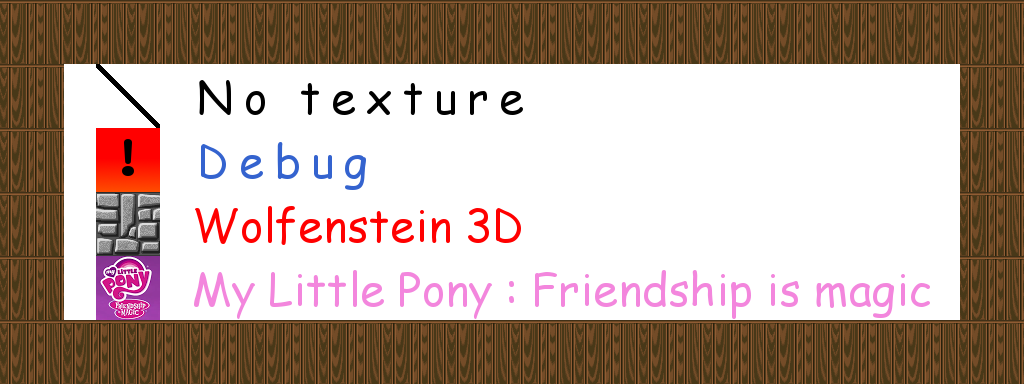 No texture
!
Debug
Wolfenstein 3D
MY LITTLE
PONY
FRIENDSHIP
IS MAGIC
My Little Pony : Friendship is magic